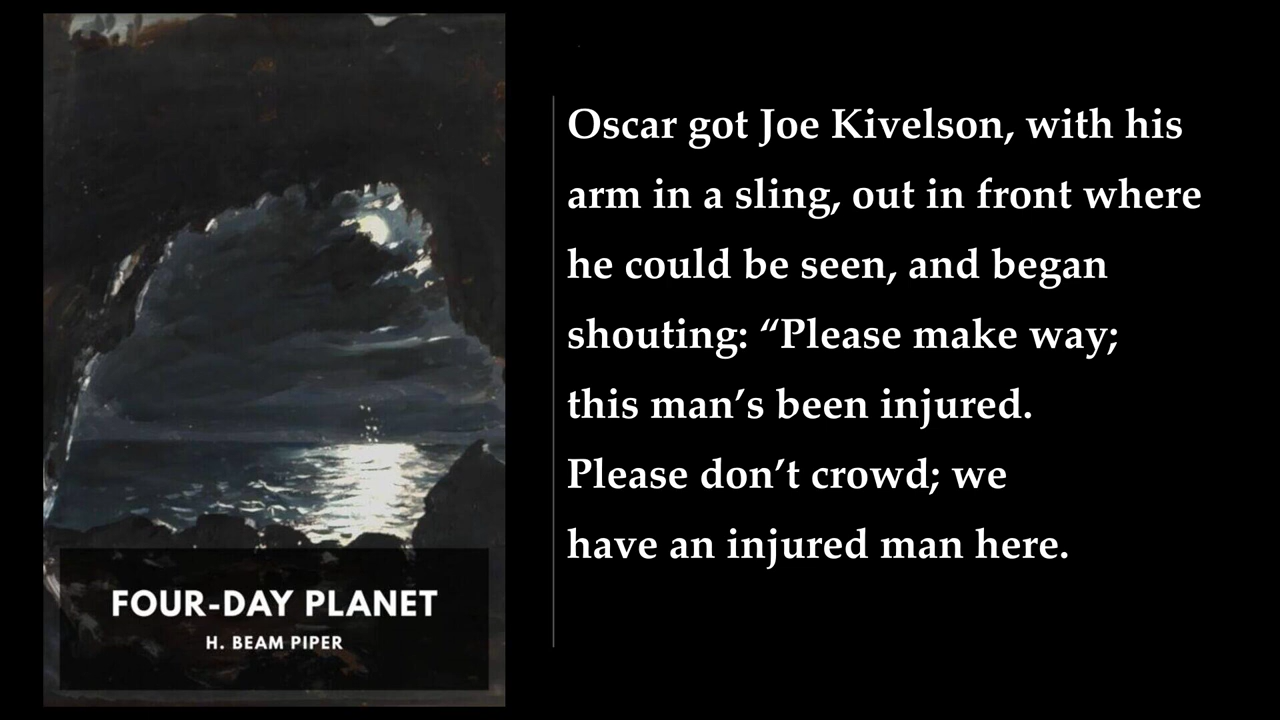 FOUR-DAY PLANET
H. BEAM PIPER
Oscar got Joe Kivelson, with his
arm in a sling, out in front where
he could be seen, and began
shouting: “Please make way;
this man’s been injured.
Please don’t crowd; we
have an injured man here.